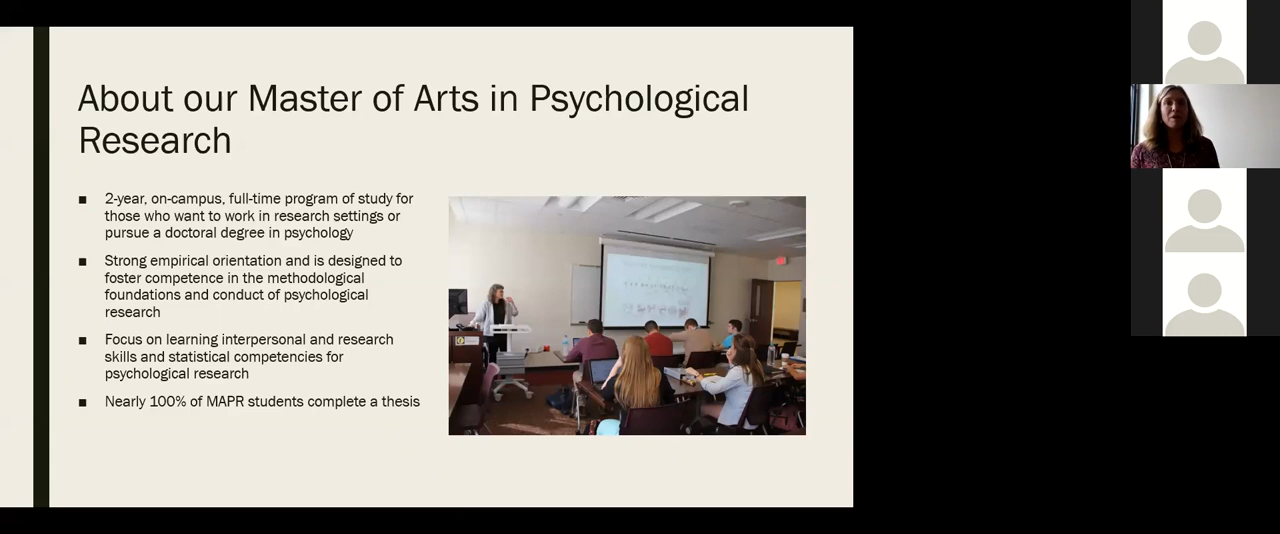 About our Master of Arts in Psychological
Research
■ 2-year, on-campus, full-time program of study for
those who want to work in research settings or
pursue a doctoral degree in psychology
■ Strong empirical orientation and is designed to
foster competence in the methodological
foundations and conduct of psychological
research
■ Focus on learning interpersonal and research
skills and statistical competencies for
psychological research
■ Nearly 100% of MAPR students complete a thesis